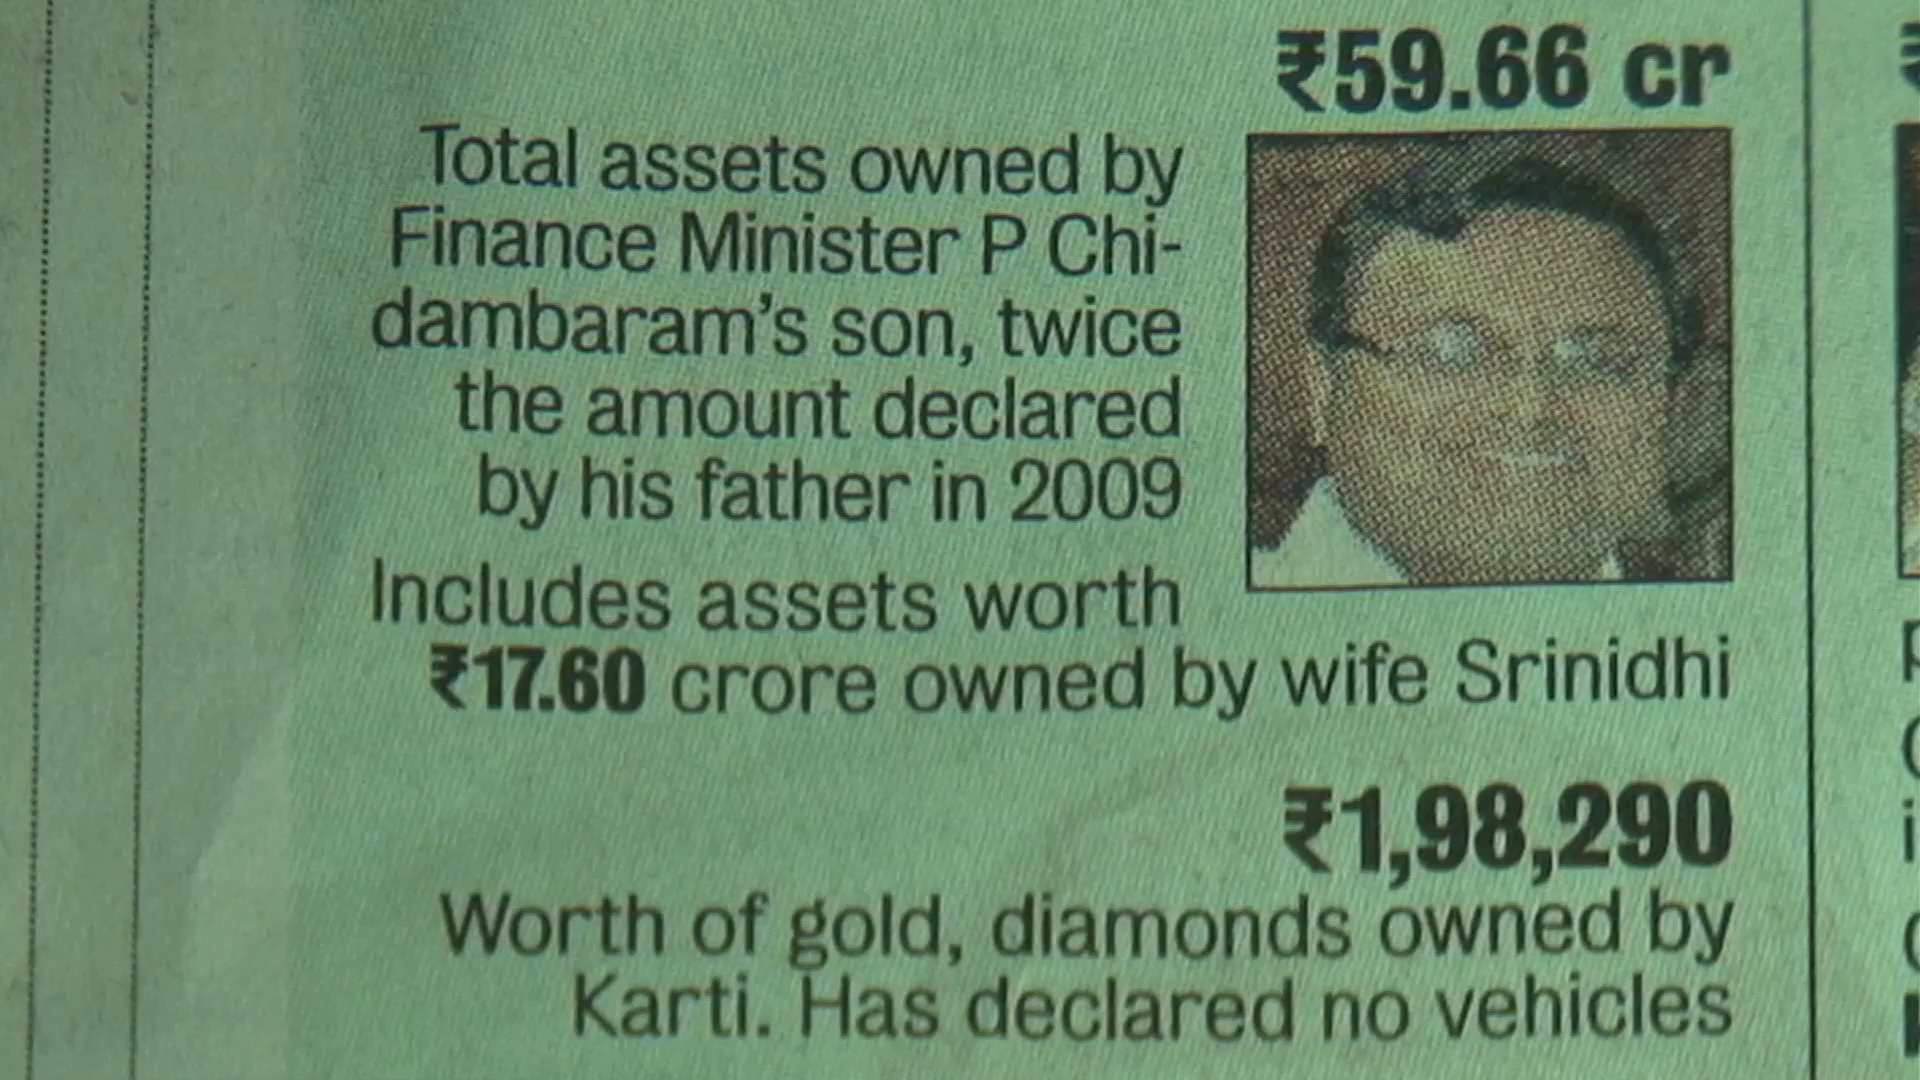 ₹59.66 cr
Total assets owned by
Finance Minister P Chi-
dambaram's son, twice
the amount declared
by his father in 2009
Includes assets worth
₹17.60 crore owned by wife Srinidhi
₹1,98,290
Worth of gold, diamonds owned by
Karti. Has declared no vehicles